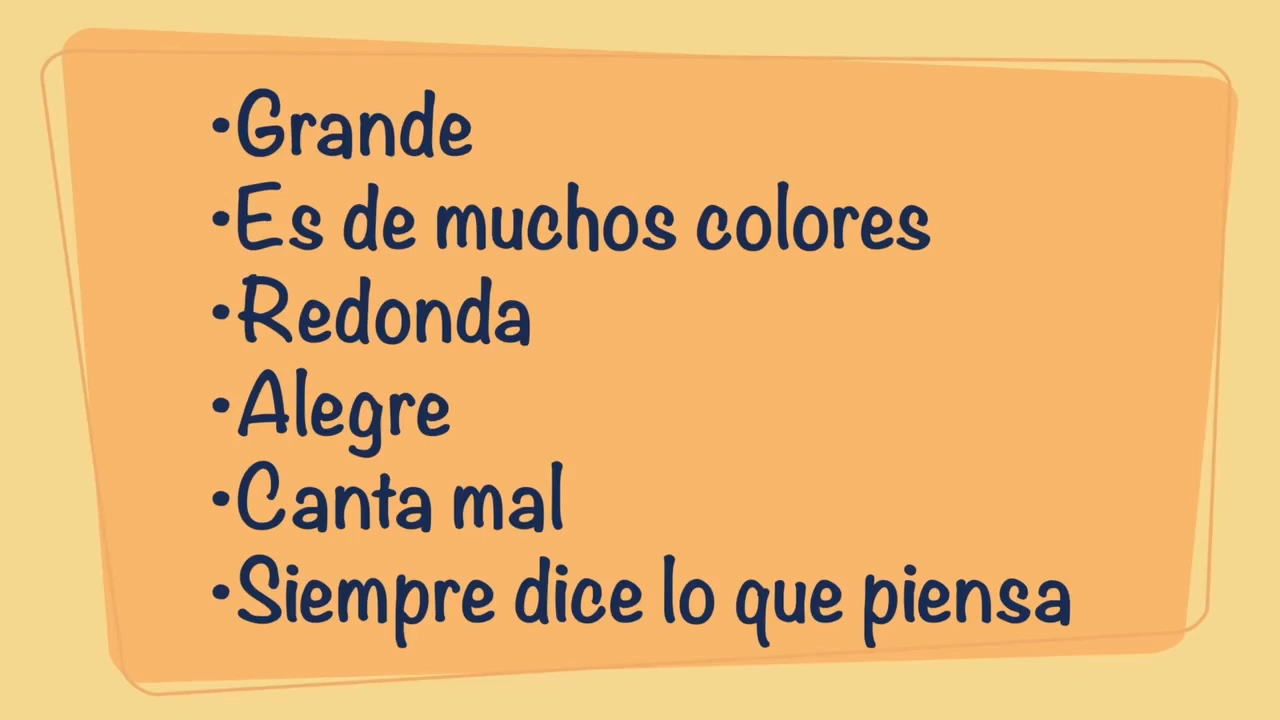 •Grande
•Es de muchos colores
•Redonda
•Alegre
•Canta mal
•Siempre dice lo que piensa